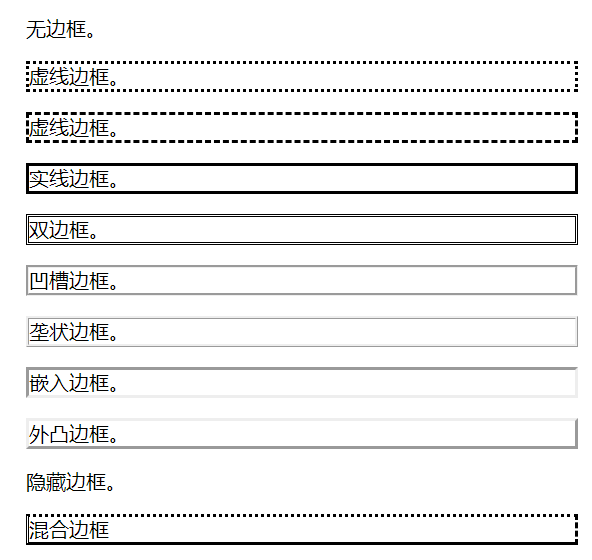 无边框。
虚线边框。
虚线边框。
实线边框。
双边框。
凹槽边框。
垄状边框。
嵌入边框。
外凸边框。
隐藏边框。
混合边框